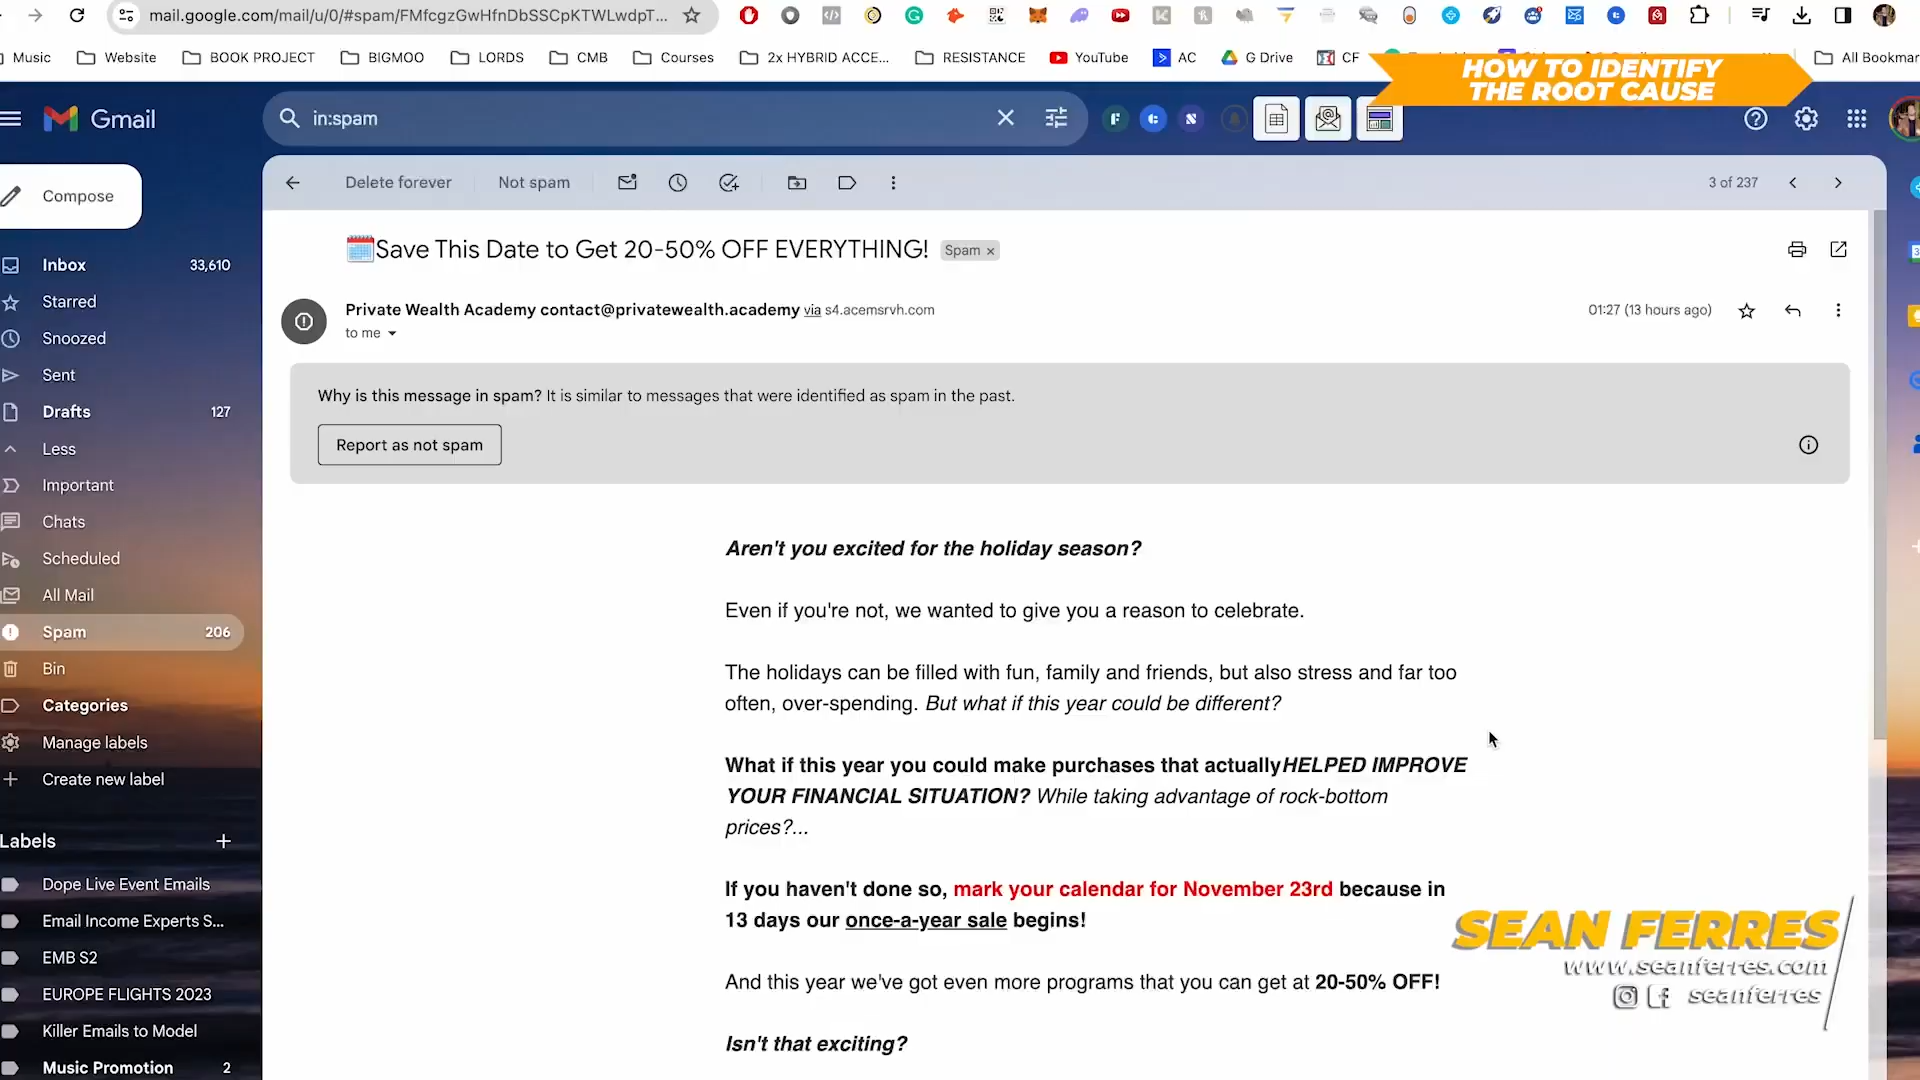 mail.google.com/mail/u/0/#spam/FMfcgzGwHfnDbSSCpKTWLwdpT...
Music
Website
BOOK PROJECT
BIGMOO
LORDS
CMB
Courses
2x HYBRID ACCE...
RESISTANCE
YouTube
AC
G Drive
CF
All Bookmar
HOW TO IDENTIFY
THE ROOT CAUSE
Gmail
in:spam
Compose
Delete forever
Not spam
3 of 237
Inbox 33,610
Starred
Snoozed
Sent
Drafts 127
Less
Important
Chats
Scheduled
All Mail
Spam 206
Bin
Categories
Manage labels
Create new label
Labels
Dope Live Event Emails
Email Income Experts S...
EMB S2
EUROPE FLIGHTS 2023
Killer Emails to Model
Music Promotion 2
Save This Date to Get 20-50% OFF EVERYTHING!
Spam
Private Wealth Academy contact@privatewealth.academy via s4.acemsrvh.com
01:27 (13 hours ago)
to me
Why is this message in spam? It is similar to messages that were identified as spam in the past.
Report as not spam
Aren't you excited for the holiday season?
Even if you're not, we wanted to give you a reason to celebrate.
The holidays can be filled with fun, family and friends, but also stress and far too
often, over-spending. But what if this year could be different?
What if this year you could make purchases that actuallyHELPED IMPROVE
YOUR FINANCIAL SITUATION? While taking advantage of rock-bottom
prices?...
If you haven't done so, mark your calendar for November 23rd because in
13 days our once-a-year sale begins!
And this year we've got even more programs that you can get at 20-50% OFF!
Isn't that exciting?
SEAN FERRES
www.seanferres.com
seanferres